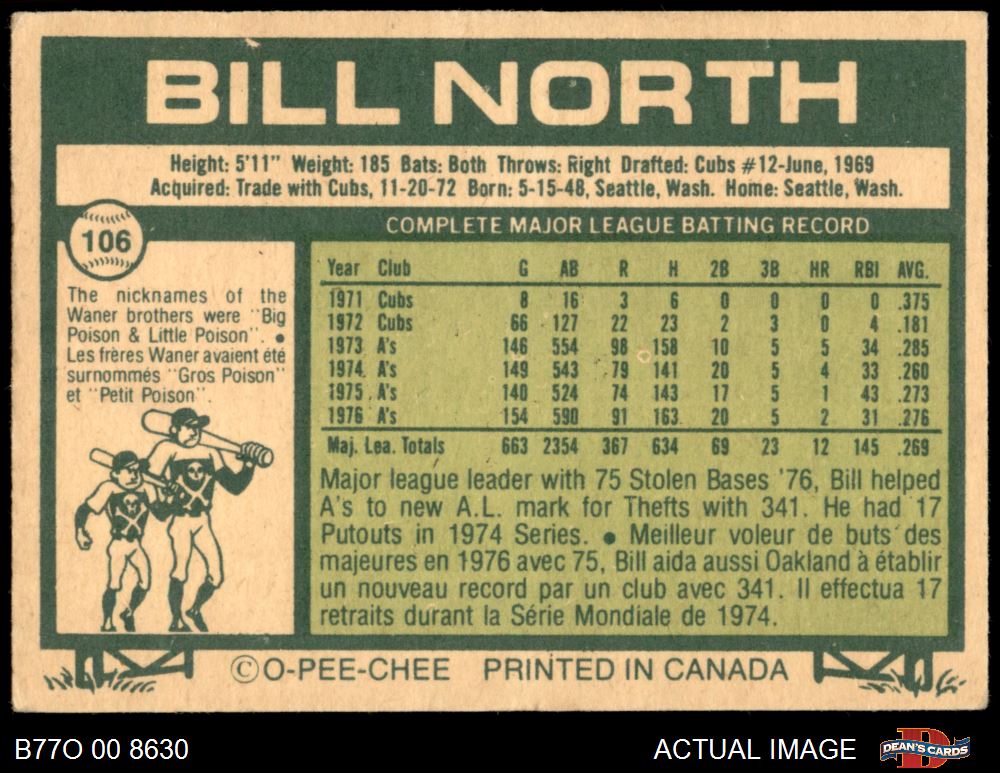 BILL NORTH
Height: 5'11" Weight: 185 Bats: Both Throws: Right Drafted: Cubs #12-June, 1969
Acquired: Trade with Cubs, 11-20-72 Born: 5-15-48, Seattle, Wash. Home: Seattle, Wash.
106
The nicknames of the
Waner brothers were "Big
Poison & Little Poison". •
Les frères Waner avaient été
surnommés "Gros Poison"
et "Petit Poison".
COMPLETE MAJOR LEAGUE BATTING RECORD
Year Club G AB R H 2B 3B HR RBI AVG.
1971 Cubs 8 16 3 6 0 0 0 0 .375
1972 Cubs 66 127 22 23 2 3 0 4 .181
1973 A's 146 554 98 158 10 5 5 34 .285
1974 A's 149 543 79 141 20 5 4 33 .260
1975 A's 140 524 74 143 17 5 1 43 .273
1976 A's 154 590 91 163 20 5 2 31 .276
Maj. Lea. Totals 663 2354 367 634 69 23 12 145 .269
Major league leader with 75 Stolen Bases '76, Bill helped
A's to new A.L. mark for Thefts with 341. He had 17
Putouts in 1974 Series. • Meilleur voleur de buts des
majeures en 1976 avec 75, Bill aida aussi Oakland à établir
un nouveau record par un club avec 341. Il effectua 17
retraits durant la Série Mondiale de 1974.
©O-PEE-CHEE PRINTED IN CANADA
B77O 00 8630
ACTUAL IMAGE
DEAN'S CARDS